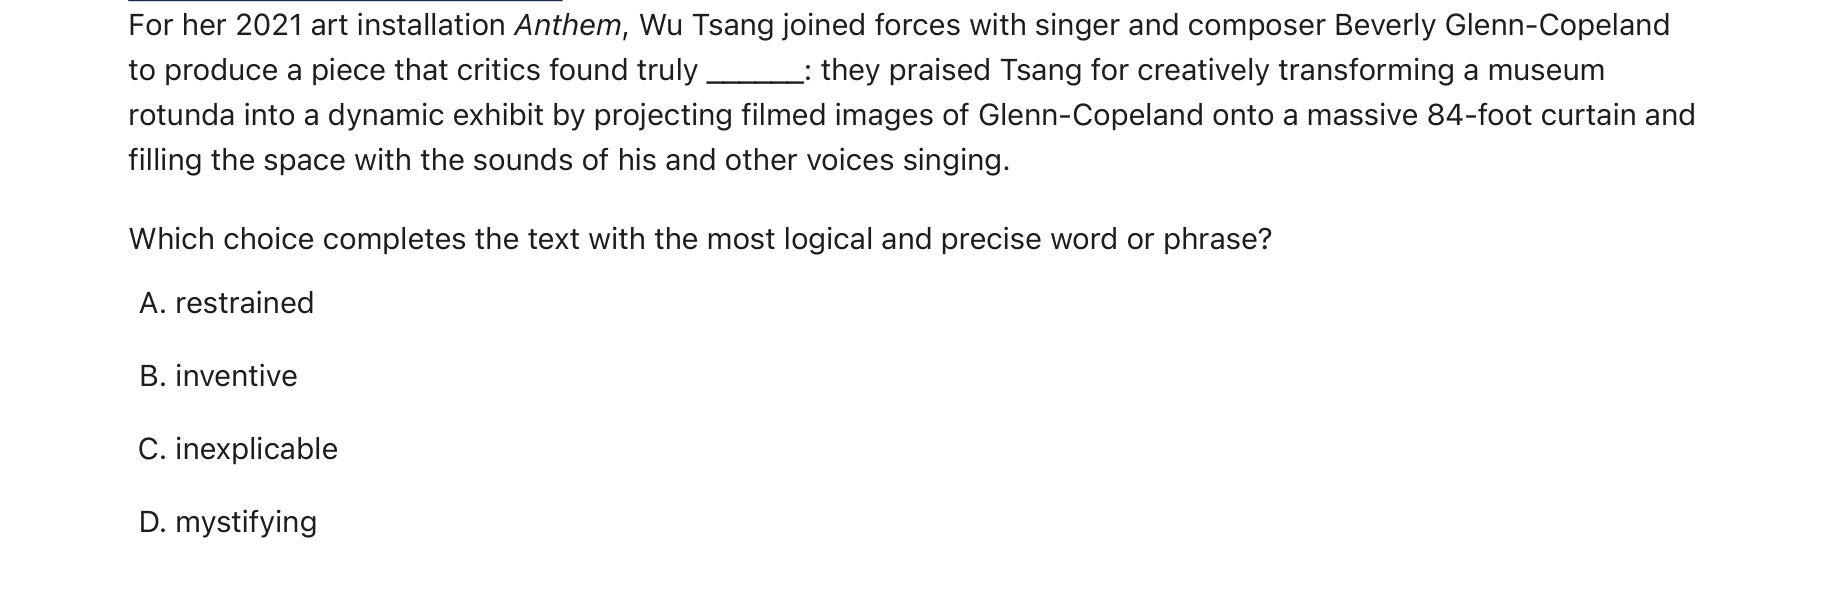 For her 2021 art installation Anthem, Wu Tsang joined forces with singer and composer Beverly Glenn-Copeland
to produce a piece that critics found truly ______: they praised Tsang for creatively transforming a museum
rotunda into a dynamic exhibit by projecting filmed images of Glenn-Copeland onto a massive 84-foot curtain and
filling the space with the sounds of his and other voices singing.
Which choice completes the text with the most logical and precise word or phrase?
A. restrained
B. inventive
C. inexplicable
D. mystifying